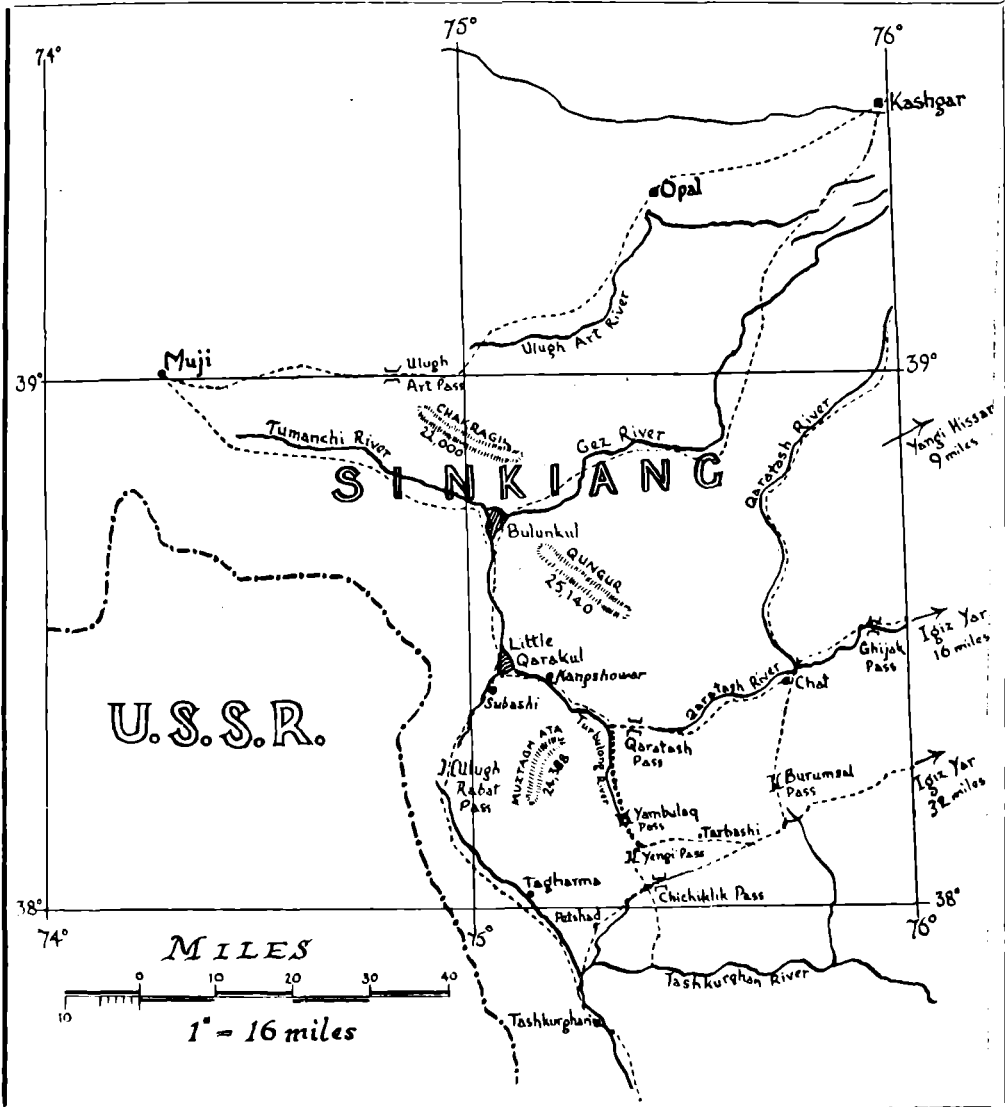 74°
75°
76°
Kashgar
Opal
Ulugh Art River
Muji
Ulugh
Art Pass
39°
39°
CHAKRAGIL
22,000
Tumanchi River
Gez River
Qaratash River
Yangi Hissar
9 miles
SINKIANG
Bulunkul
QUNGUR
25,140
Little
Qarakul
Kanpshowar
Subashi
Qaratash River
Chat
Ghijak
Pass
Igiz Yar
16 miles
U.S.S.R.
Turbulong
River
Qaratash
Pass
MUZTAGH ATA
24,388
Ulugh
Rabat
Pass
Burumsal
Pass
Igiz Yar
32 miles
Yambulaq
Pass
Tarbashi
Yengi Pass
Tagharma
Chichiklik Pass
38°
38°
Patshad
74°
75°
76°
MILES
10 0 10 20 30 40
1" = 16 miles
Tashkurghan River
Tashkurghan